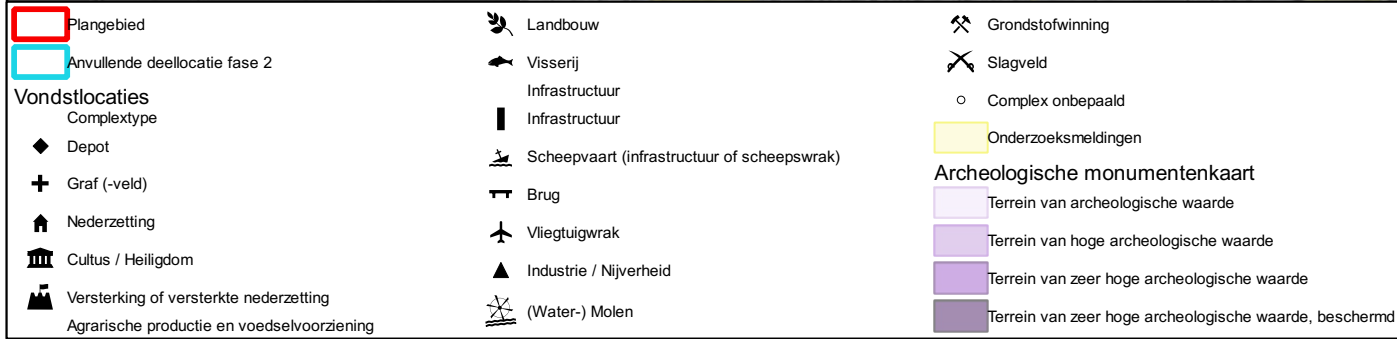 Plangebied
Anvullende deellocatie fase 2
Vondstlocaties
Complextype
Depot
Graf (-veld)
Nederzetting
Cultus / Heiligdom
Versterking of versterkte nederzetting
Agrarische productie en voedselvoorziening
Landbouw
Visserij
Infrastructuur
Infrastructuur
Scheepvaart (infrastructuur of scheepswrak)
Brug
Vliegtuigwrak
Industrie / Nijverheid
(Water-) Molen
Grondstofwinning
Slagveld
Complex onbepaald
Onderzoeksmeldingen
Archeologische monumentenkaart
Terrein van archeologische waarde
Terrein van hoge archeologische waarde
Terrein van zeer hoge archeologische waarde
Terrein van zeer hoge archeologische waarde, beschermd